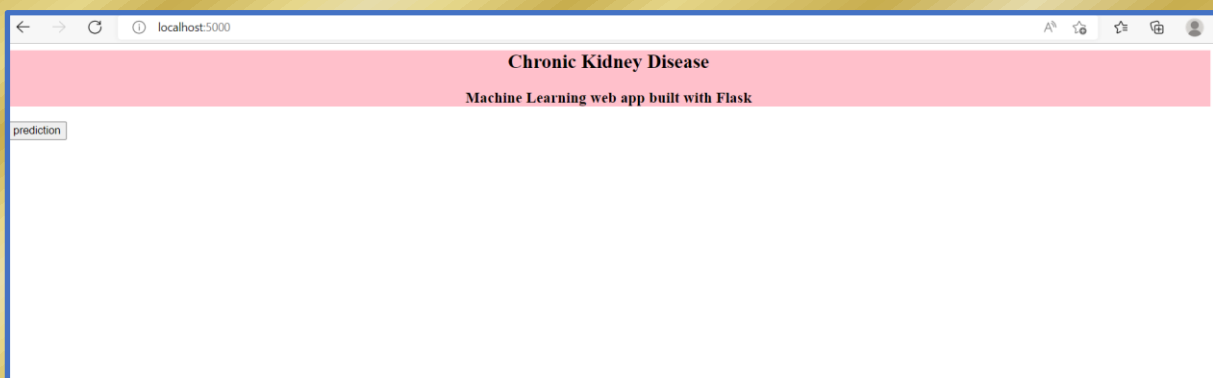 localhost:5000
Chronic Kidney Disease
Machine Learning web app built with Flask
prediction